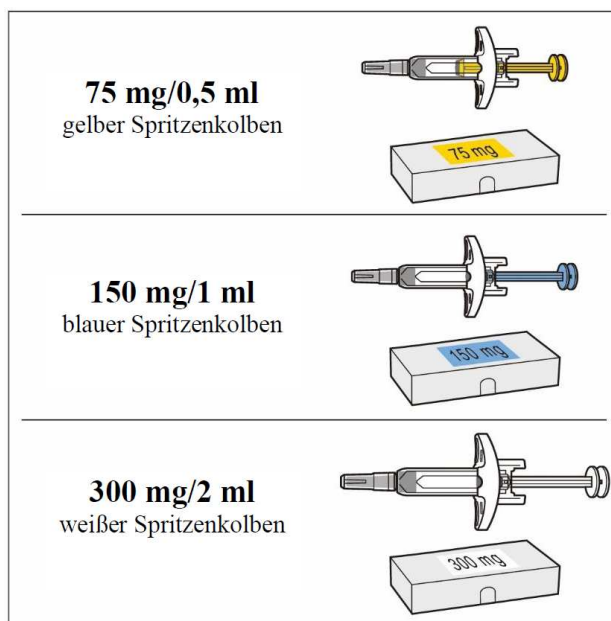 75 mg/0,5 ml
gelber Spritzenkolben
75 mg
150 mg/1 ml
blauer Spritzenkolben
150 mg
300 mg/2 ml
weißer Spritzenkolben
300 mg